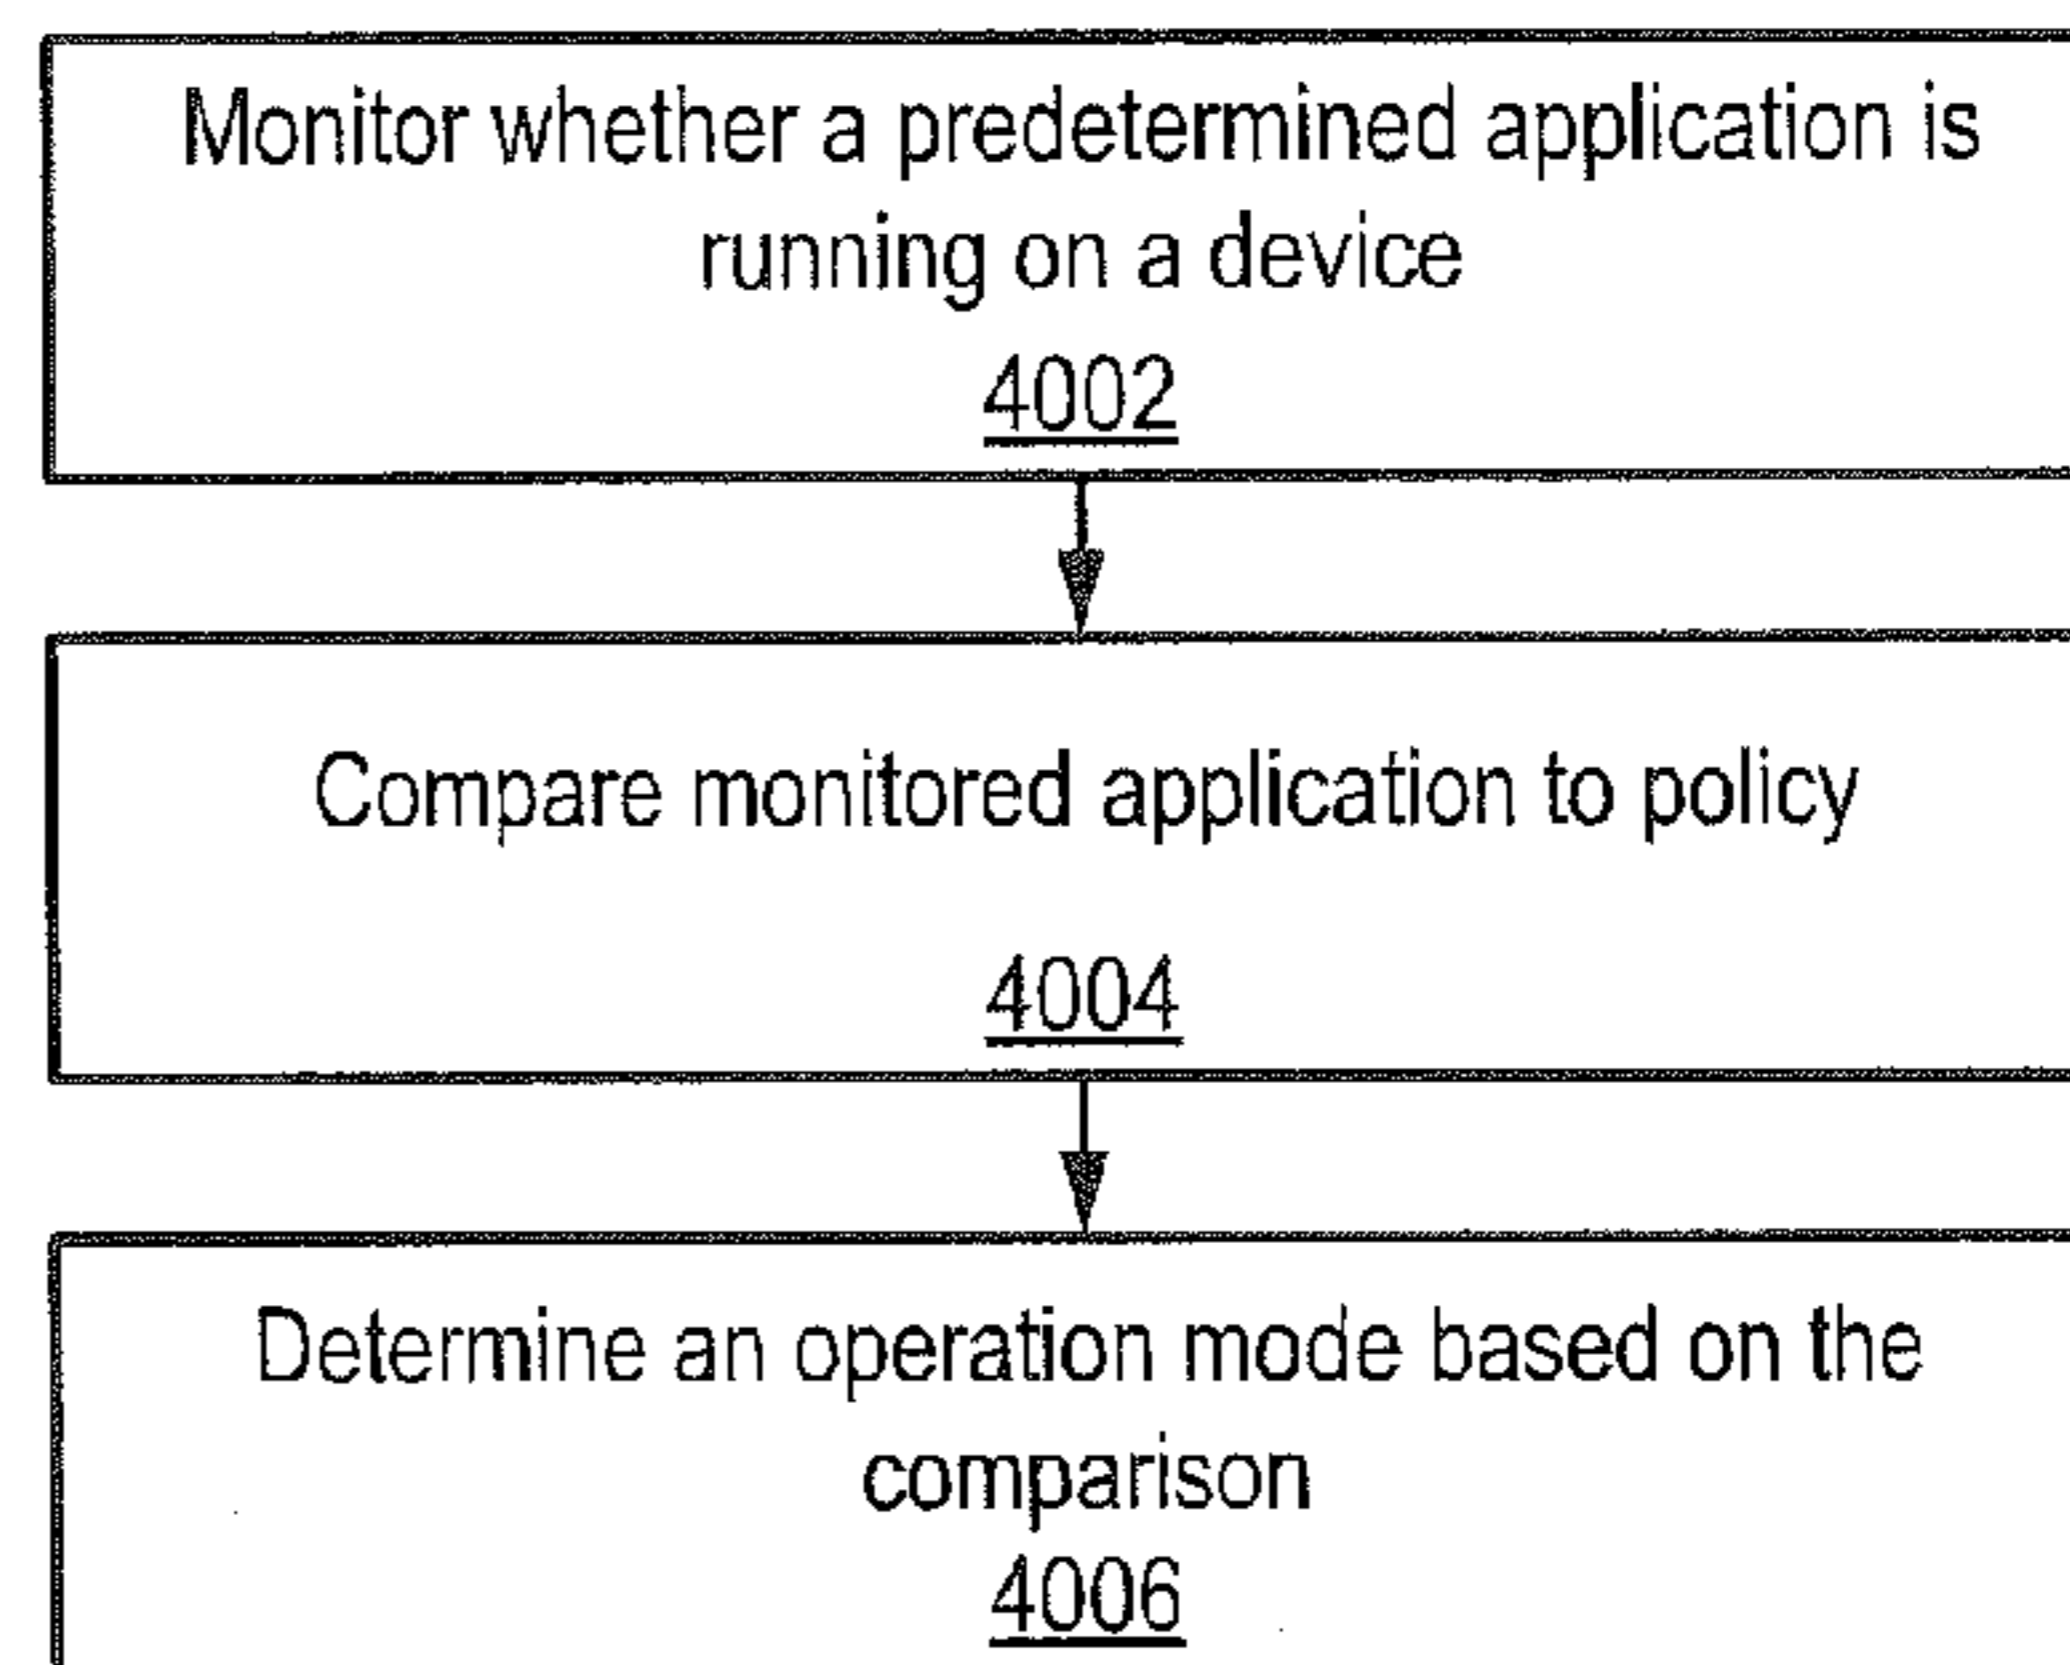 Monitor whether a predetermined application is
running on a device
4002
Compare monitored application to policy
4004
Determine an operation mode based on the
comparison
4006